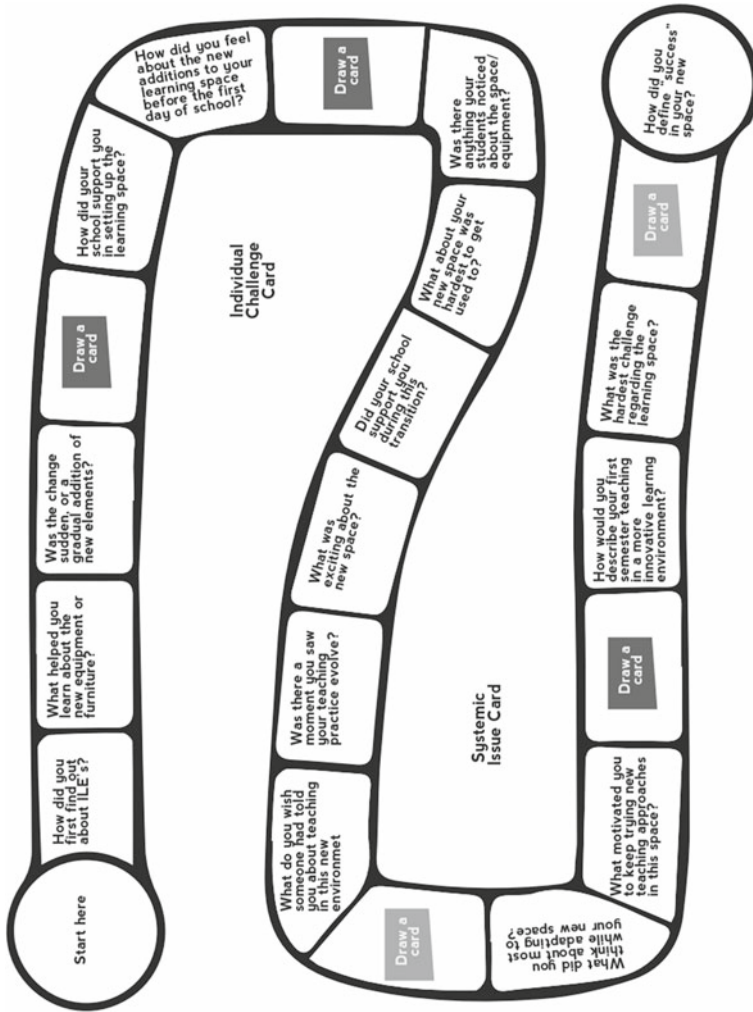 Start here
How did you
first find out
about ILE's?
What helped you
learn about the
new equipment or
furniture?
Was the change
sudden, or a
gradual addition of
new elements?
Draw a
card
How did your
school support you
in setting up the
learning space?
How did you feel
about the new
additions to your
learning space
before the first
day of school?
Draw a
card
Was there
anything your
students noticed
about the space/
equipment?
What about your
new space was
hardest to get
used to?
Did your school
support you
during this
transition?
What was
exciting about the
new space?
Was there a
moment you saw
your teaching
practice evolve?
What do you wish
someone had told
you about teaching
in this new
environmet
Draw a
card
What did you
think about most
while adapting to
your new space?
What motivated you
to keep trying new
teaching approaches
in this space?
Draw a
card
How would you
describe your first
semester teaching
in a more
innovative learnng
environment?
What was the
hardest challenge
regarding the
learning space?
Draw a
card
How did you
define "success"
in your new
space?
Individual
Challenge
Card
Systemic
Issue Card